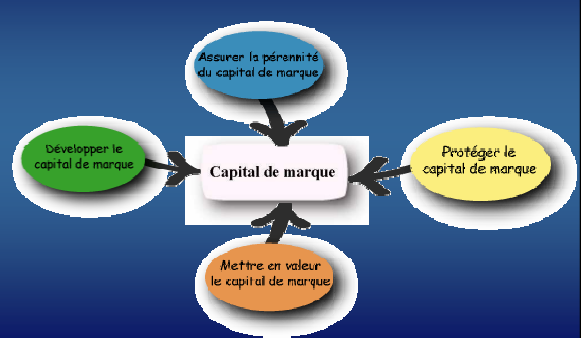 Assurer la pérennité
du capital de marque
Développer le
capital de marque
Capital de marque
Protéger le
capital de marque
Mettre en valeur
le capital de marque